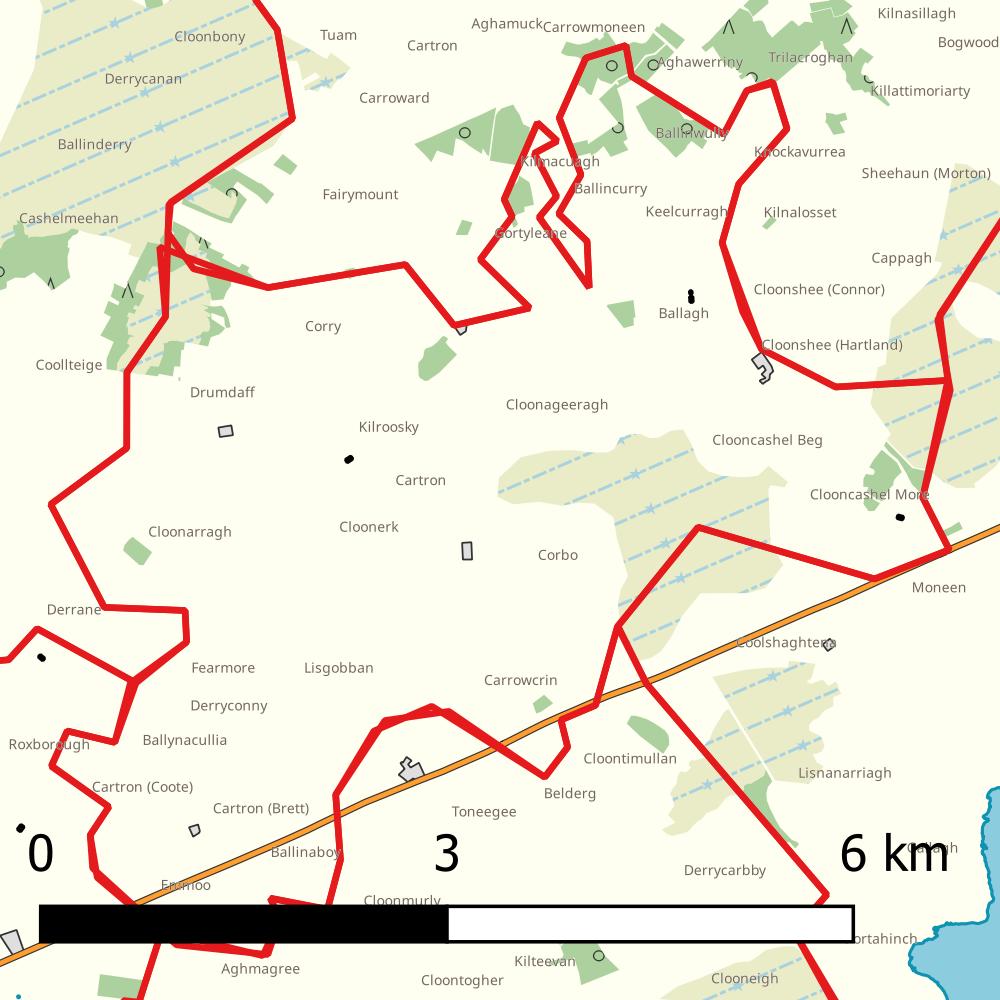 Kilnasillagh
Aghamuck
Carrowmoneen
Cloonbony
Tuam
Cartron
Bogwood
Aghawerriny
Trilacroghan
Derrycanan
Carroward
Killattimoriarty
Ballinwully
Ballinderry
Knockavurrea
Kilmacuagh
Sheehaun (Morton)
Ballincurry
Fairymount
Keelcurragh
Kilnalosset
Cashelmeehan
Gortyleane
Cappagh
Cloonshee (Connor)
Ballagh
Corry
Cloonshee (Hartland)
Coollteige
Drumdaff
Cloonageeragh
Kilroosky
Clooncashel Beg
Cartron
Clooncashel More
Cloonarragh
Cloonerk
Corbo
Moneen
Derrane
Coolshaghtena
Fearmore
Lisgobban
Carrowcrin
Derryconny
Roxborough
Ballynacullia
Cloontimullan
Lisnanarriagh
Cartron (Coote)
Belderg
Cartron (Brett)
Toneegee
0
3
6 km
Ballinaboy
Derrycarbby
Emmoo
Cloonmurly
ortahinch
Kilteevan
Aghmagree
Cloontogher
Clooneigh